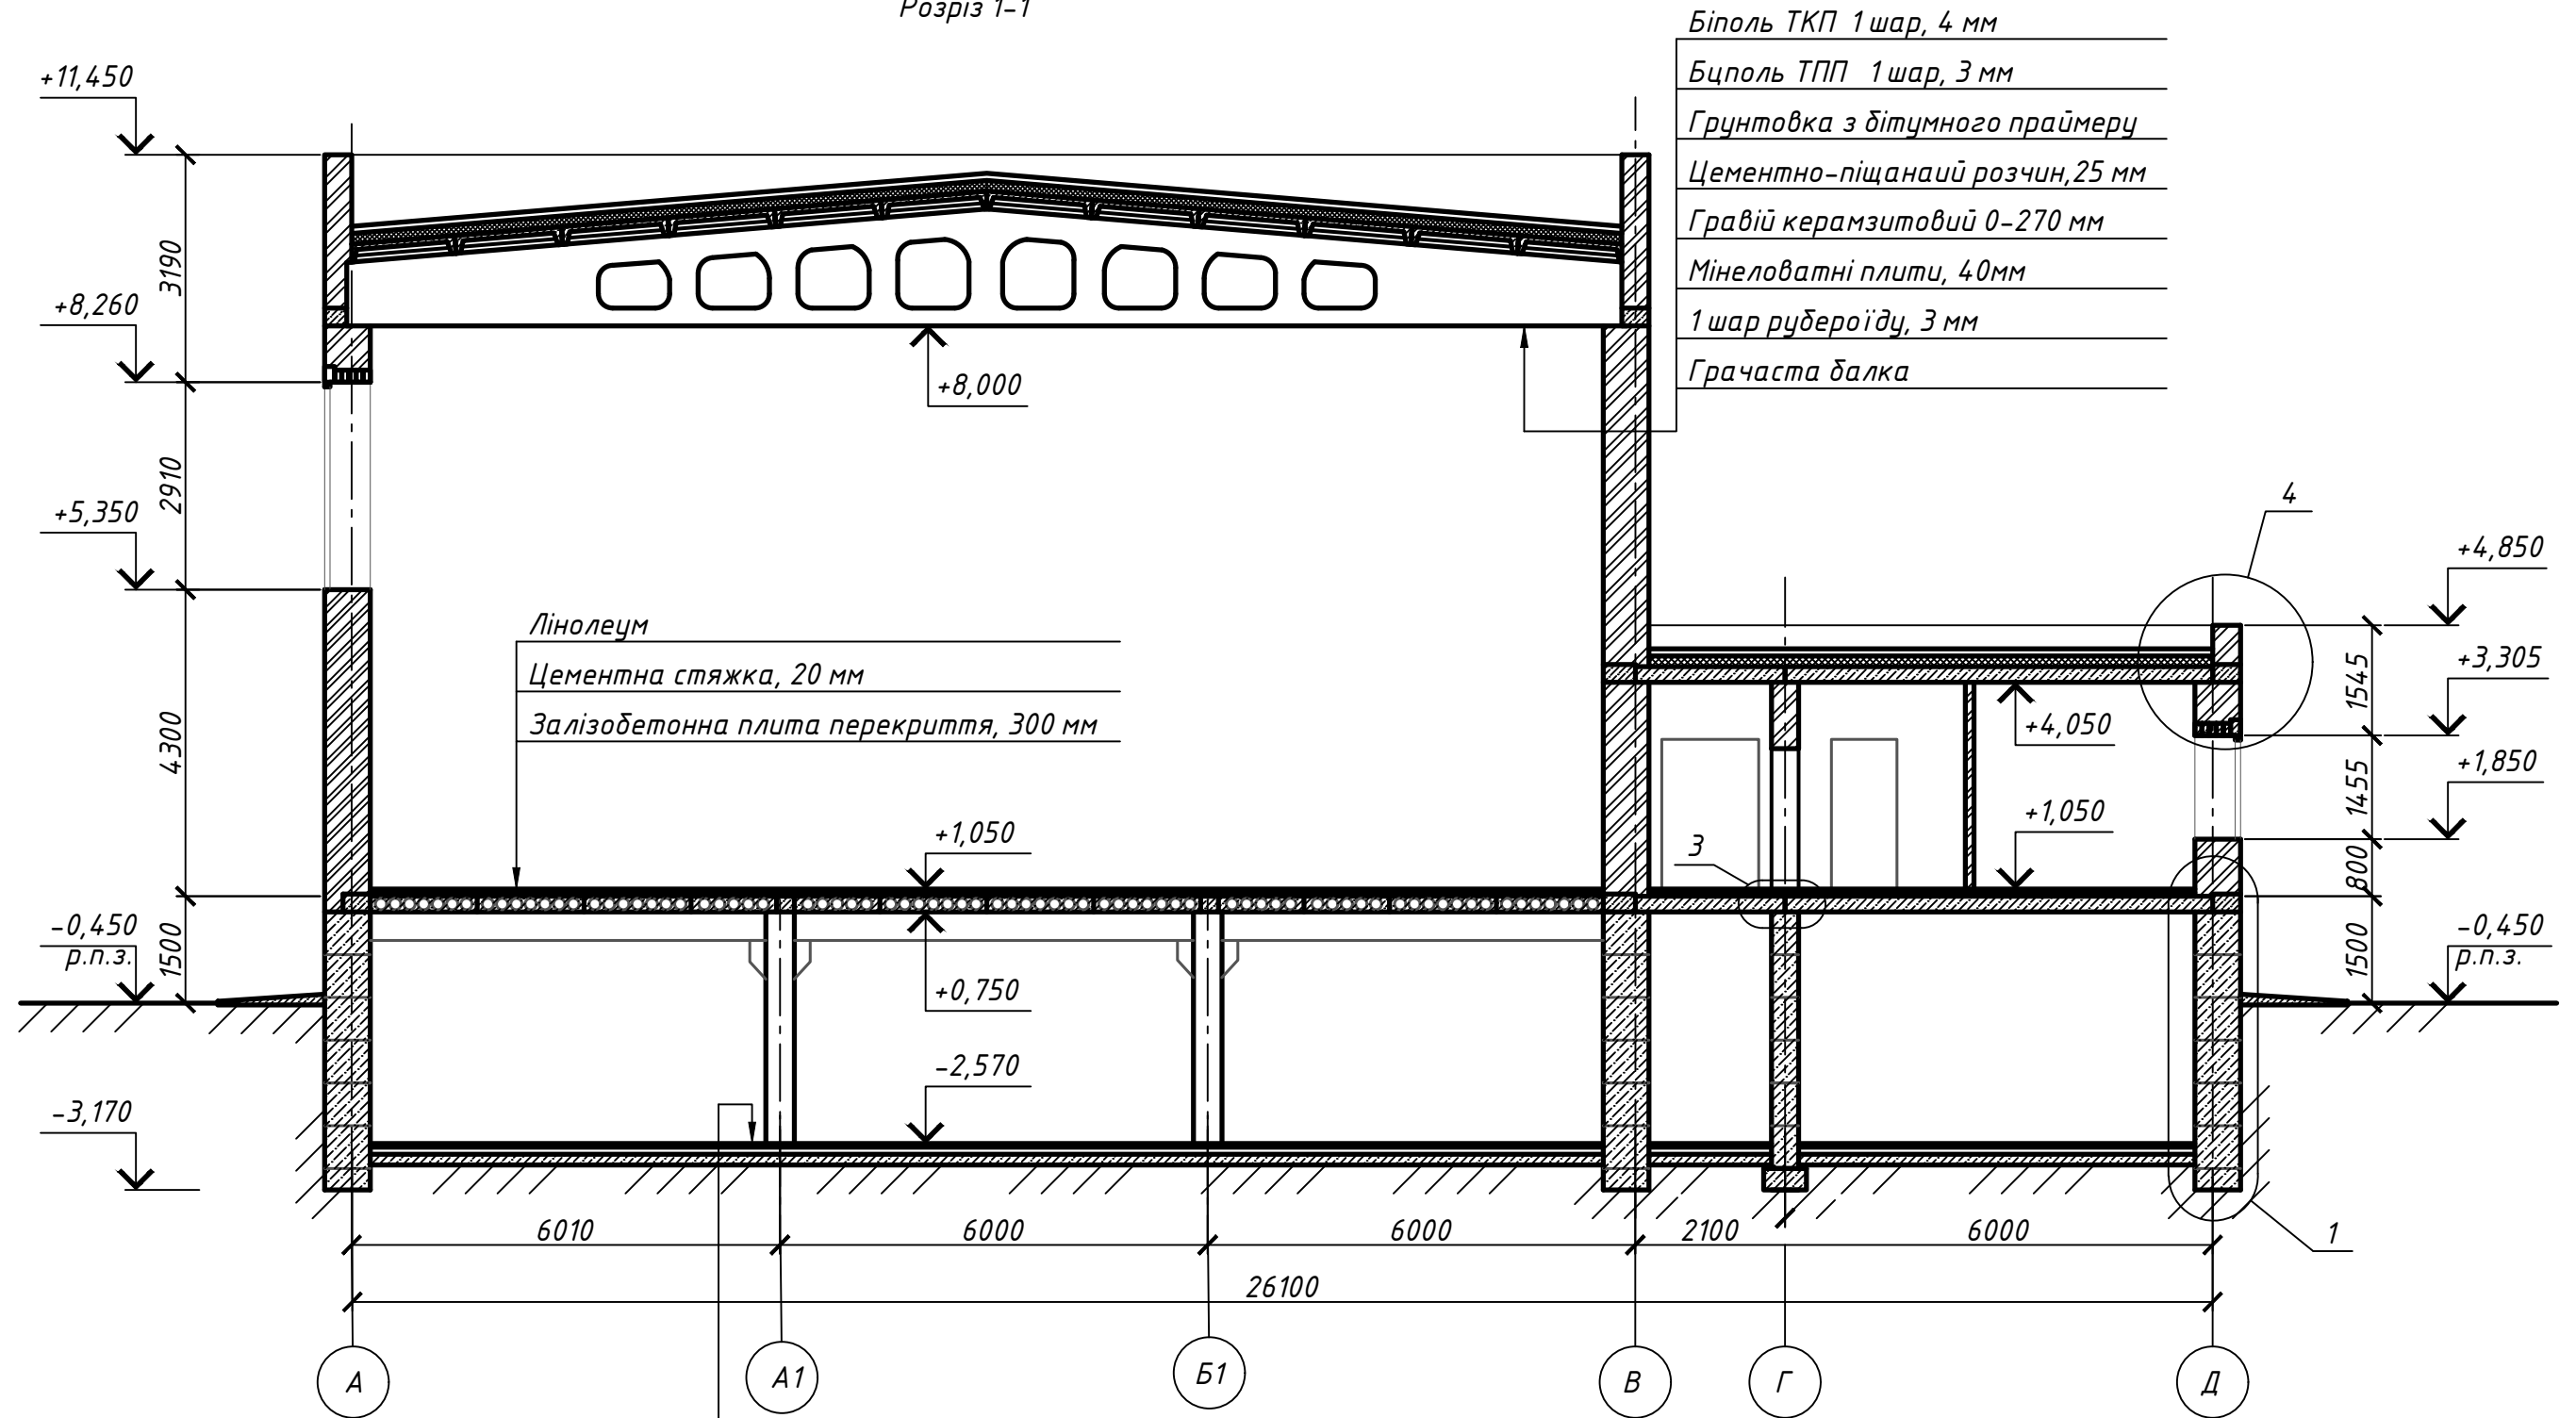 Розріз 1-1
Біполь ТКП 1 шар, 4 мм
Бцполь ТПП 1 шар, 3 мм
Грунтовка з бітумного праймеру
Цементно-піщанаий розчин,25 мм
Гравій керамзитовий 0-270 мм
Мінеловатні плити, 40мм
1 шар рубероїду, 3 мм
Грачаста балка
+11,450
3190
+8,260
+8,000
2910
+5,350
4
+4,850
Лінолеум
Цементна стяжка, 20 мм
Залізобетонна плита перекриття, 300 мм
4300
1545
+3,305
+4,050
1455
+1,850
+1,050
+1,050
3
800
-0,450
р.п.з.
1500
+0,750
1500
-0,450
р.п.з.
-2,570
-3,170
6010
6000
6000
2100
6000
1
26100
А
А1
Б1
В
Г
Д